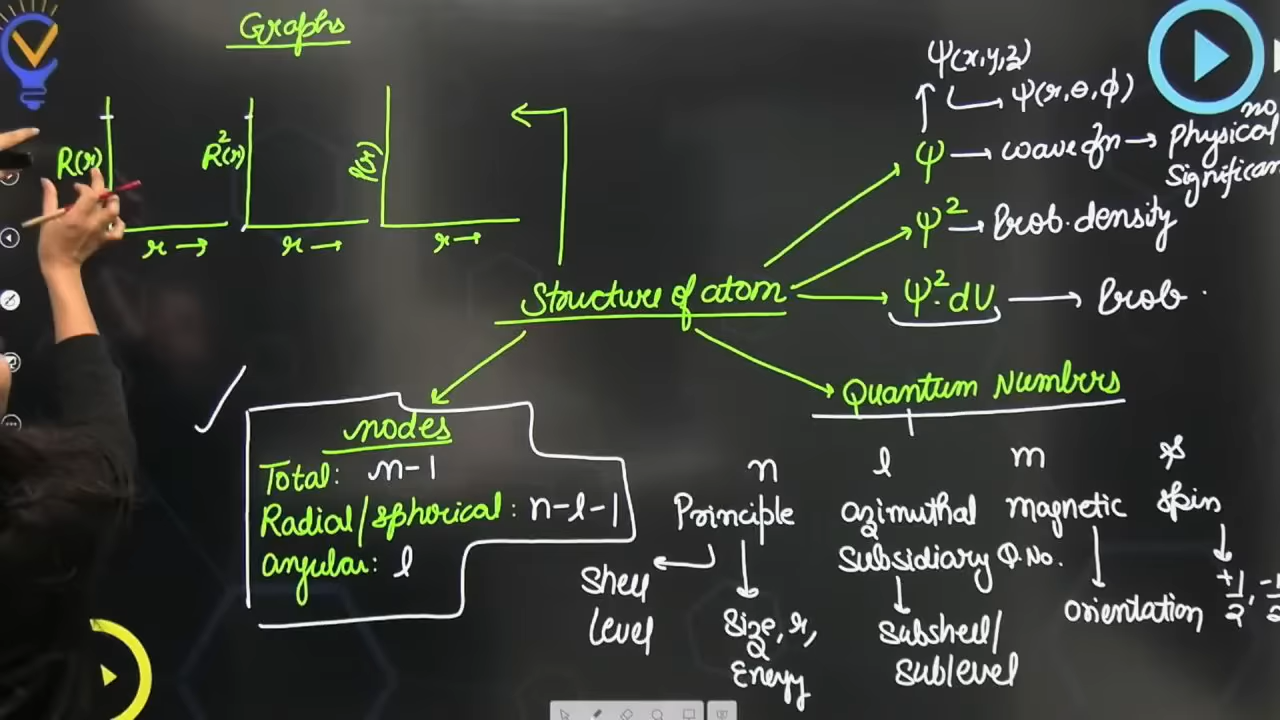 Graphs
R(r)
r →
R²(r)
r →
r →
Ψ(x,y,z)
Ψ(r,θ,ϕ)
Ψ → wave fn → no Physical Significan
Ψ² → Prob. density
Ψ².dV → Prob.
Structure of atom
nodes
Total: n-1
Radial/spherical: n-l-1
angular: l
Quantum Numbers
n l m s
Principle azimuthal magnetic spin
Subsidiary Q.No.
Shell
level
Size, r,
Energy
Subshell/
Sublevel
orientation
+1/2, -1/2